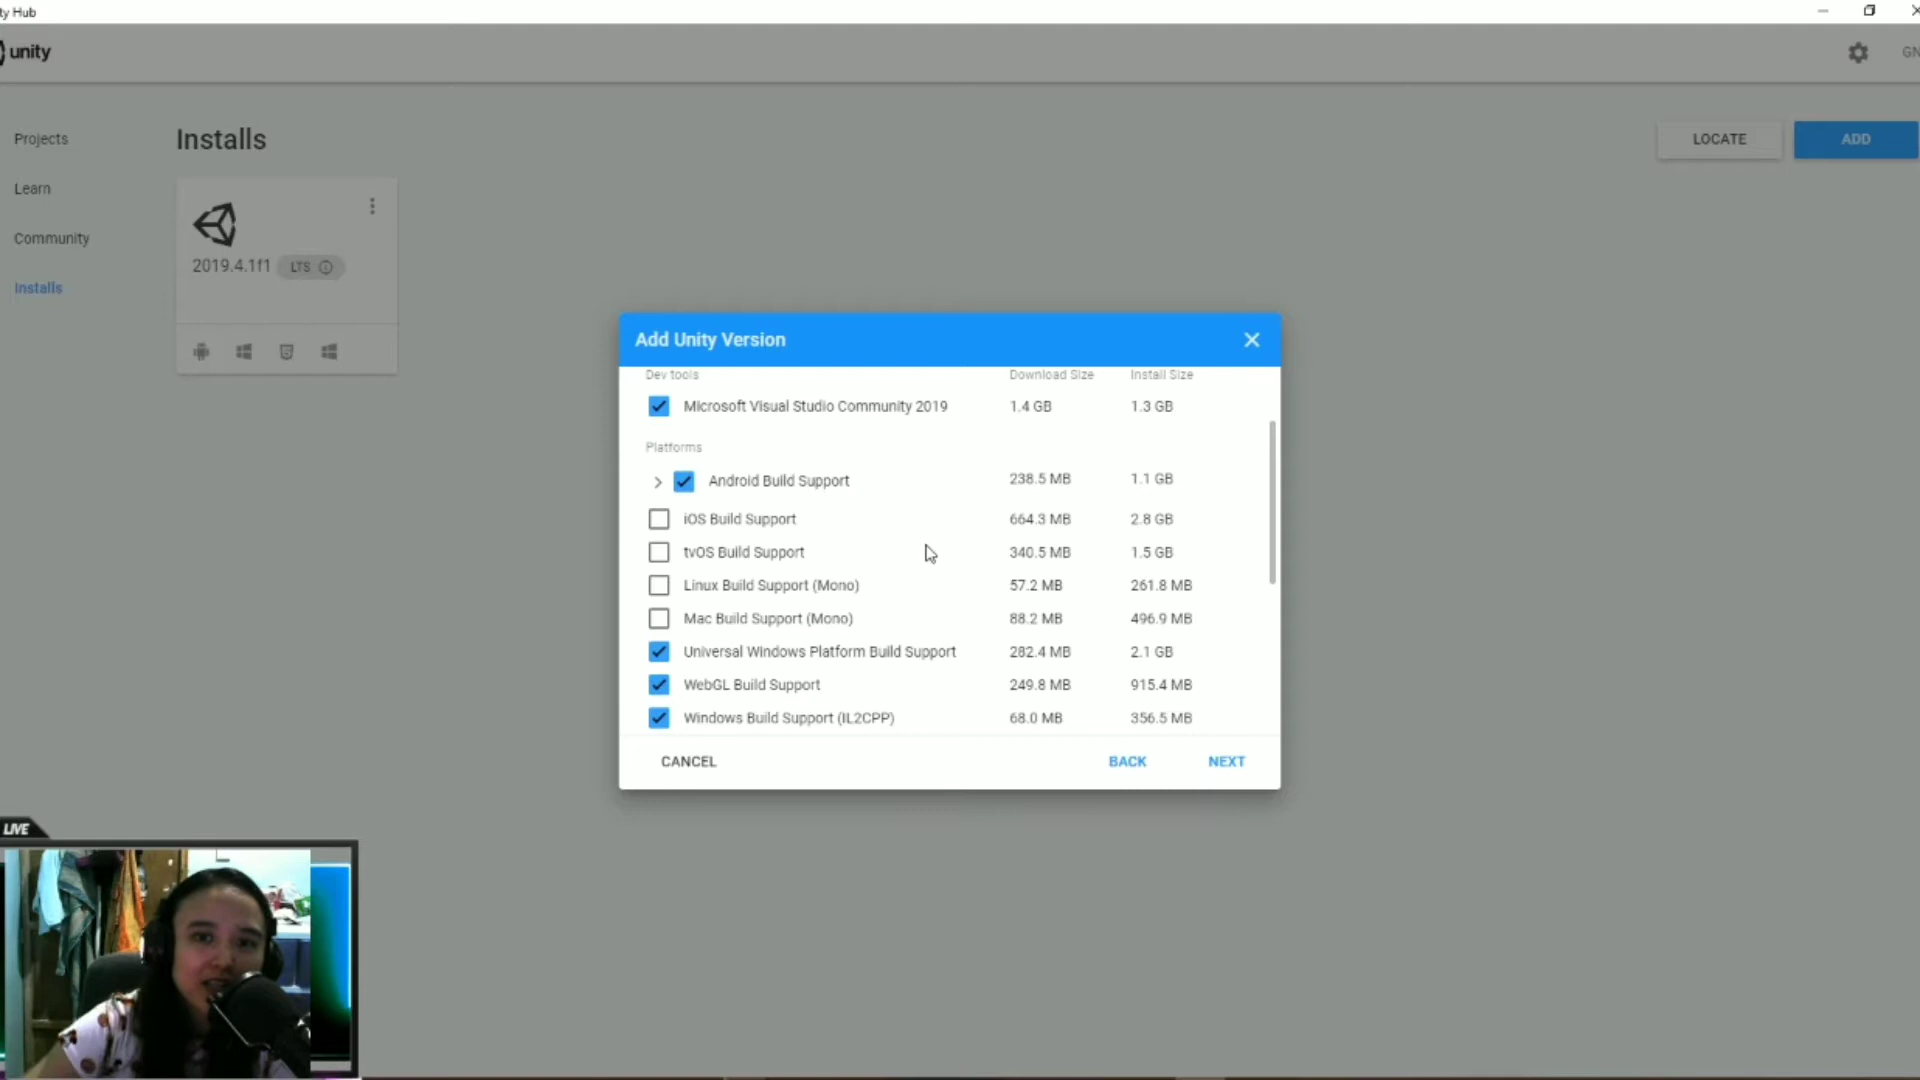 ty Hub
unity
GN
Projects
Learn
Community
Installs
Installs
LOCATE
ADD
2019.4.1f1 LTS
Add Unity Version
Dev tools Download Size Install Size
Microsoft Visual Studio Community 2019 1.4 GB 1.3 GB
Platforms
Android Build Support 238.5 MB 1.1 GB
iOS Build Support 664.3 MB 2.8 GB
tvOS Build Support 340.5 MB 1.5 GB
Linux Build Support (Mono) 57.2 MB 261.8 MB
Mac Build Support (Mono) 88.2 MB 496.9 MB
Universal Windows Platform Build Support 282.4 MB 2.1 GB
WebGL Build Support 249.8 MB 915.4 MB
Windows Build Support (IL2CPP) 68.0 MB 356.5 MB
CANCEL BACK NEXT
LIVE